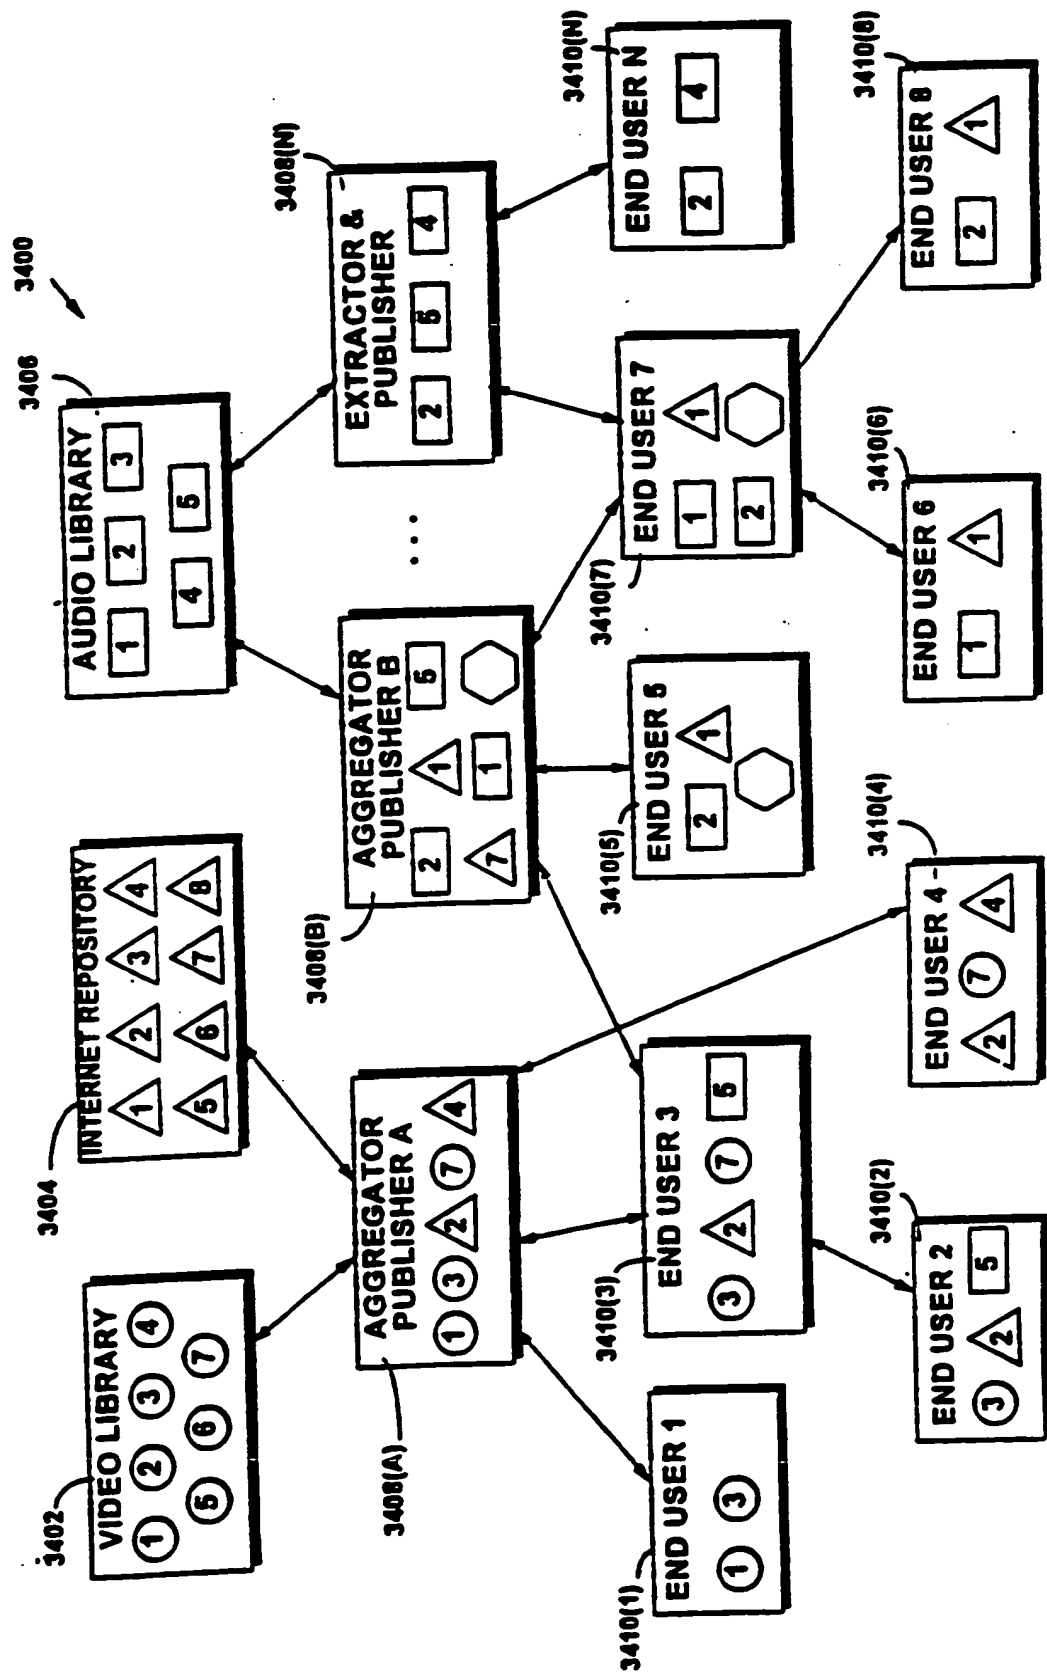 3400
3402
VIDEO LIBRARY
1 2 3 4
5 6 7
3404
INTERNET REPOSITORY
1 2 3 4
5 6 7 8
3406
AUDIO LIBRARY
1 2 3
4 5
3408(A)
AGGREGATOR
PUBLISHER A
1 3 2 7 4
3408(B)
AGGREGATOR
PUBLISHER B
2 1 5
7 1
...
3408(N)
EXTRACTOR &
PUBLISHER
2 5 4
3410(1)
END USER 1
1 3
3410(3)
END USER 3
3 2 7 5
3410(5)
END USER 5
2 1
3410(7)
END USER 7
1 1
2
3410(N)
END USER N
2 4
3410(2)
END USER 2
3 2 5
3410(4)
END USER 4
2 7 4
3410(6)
END USER 6
1 1
3410(8)
END USER 8
2 1